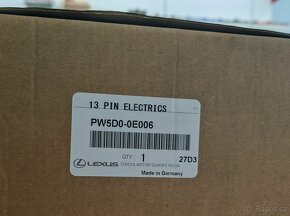 13 PIN ELECTRICS
PW5D0-0E006
QTY 1 27D3
LEXUS TOYOTA MOTOR EUROPE NV/SA
Made in Germany